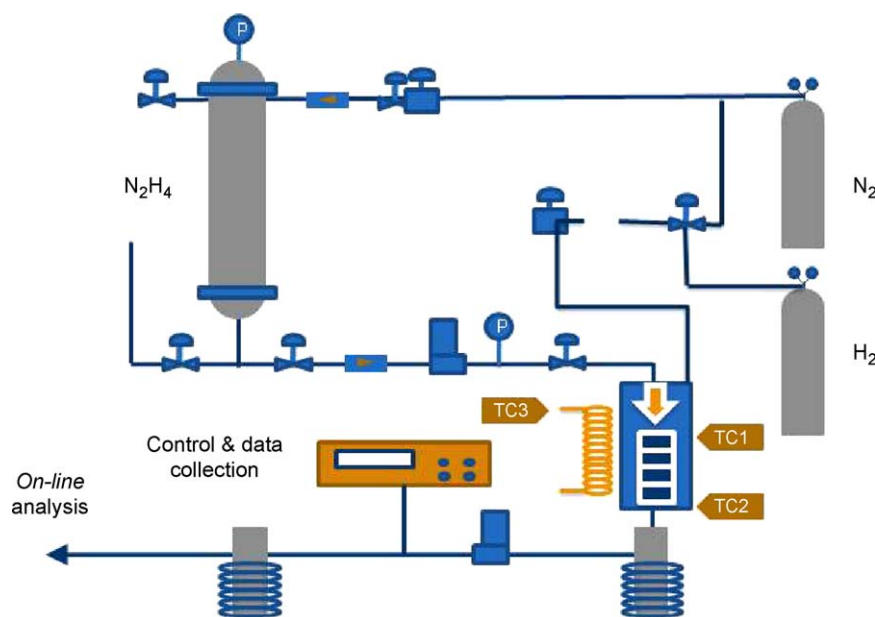 P
N₂H₄
N₂
P
H₂
TC3
TC1
Control & data
collection
On-line
analysis
TC2